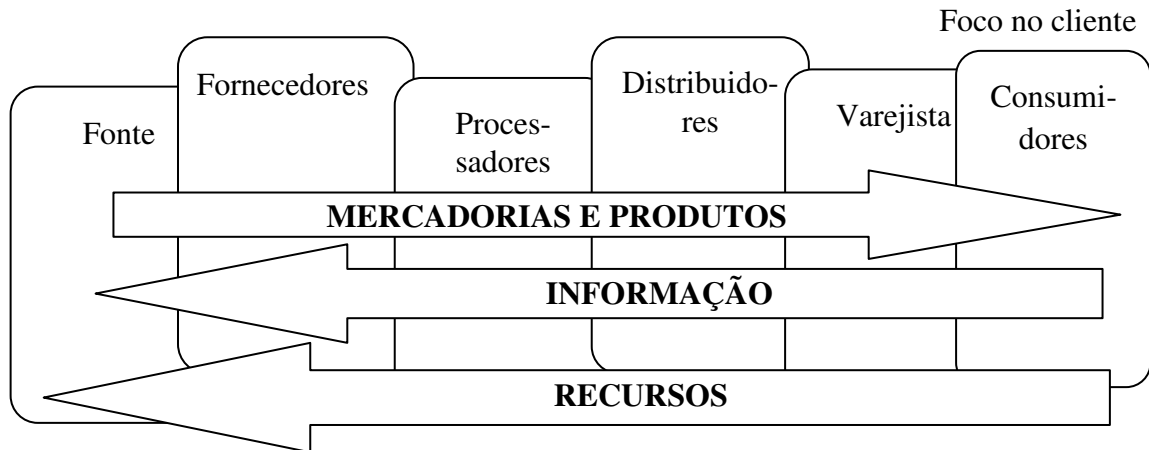 Foco no cliente
Fonte
Fornecedores
Proces-
sadores
Distribuido-
res
Varejista
Consumi-
dores
MERCADORIAS E PRODUTOS
INFORMAÇÃO
RECURSOS